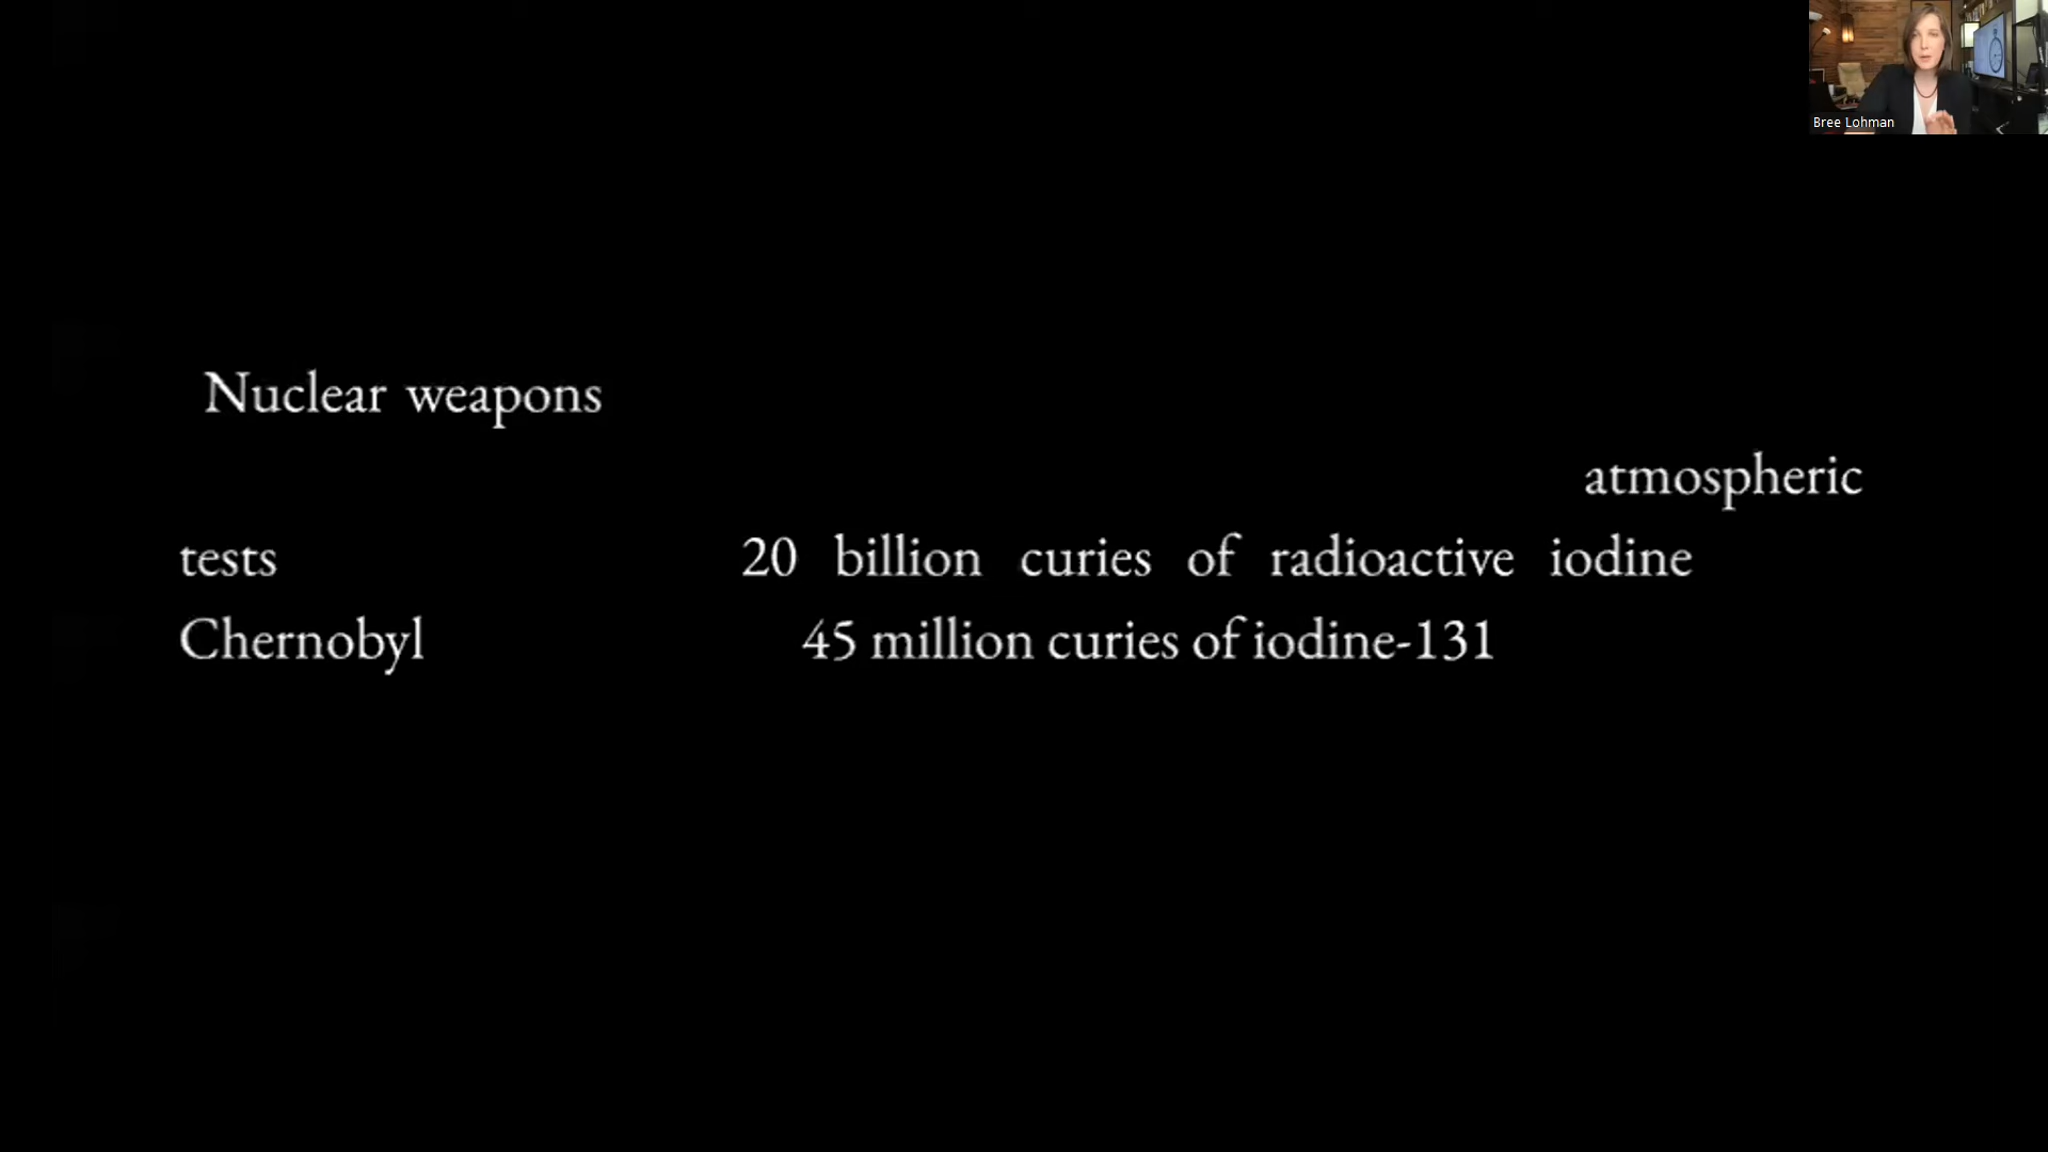 Bree Lohman
Nuclear weapons
atmospheric
tests 20 billion curies of radioactive iodine
Chernobyl 45 million curies of iodine-131